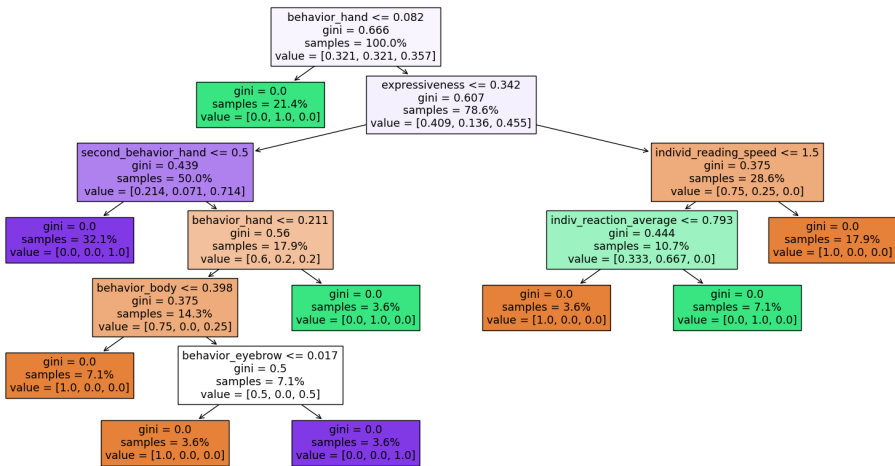 behavior_hand <= 0.082
gini = 0.666
samples = 100.0%
value = [0.321, 0.321, 0.357]
gini = 0.0
samples = 21.4%
value = [0.0, 1.0, 0.0]
expressiveness <= 0.342
gini = 0.607
samples = 78.6%
value = [0.409, 0.136, 0.455]
second_behavior_hand <= 0.5
gini = 0.439
samples = 50.0%
value = [0.214, 0.071, 0.714]
individ_reading_speed <= 1.5
gini = 0.375
samples = 28.6%
value = [0.75, 0.25, 0.0]
gini = 0.0
samples = 32.1%
value = [0.0, 0.0, 1.0]
behavior_hand <= 0.211
gini = 0.56
samples = 17.9%
value = [0.6, 0.2, 0.2]
indiv_reaction_average <= 0.793
gini = 0.444
samples = 10.7%
value = [0.333, 0.667, 0.0]
gini = 0.0
samples = 17.9%
value = [1.0, 0.0, 0.0]
behavior_body <= 0.398
gini = 0.375
samples = 14.3%
value = [0.75, 0.0, 0.25]
gini = 0.0
samples = 3.6%
value = [0.0, 1.0, 0.0]
gini = 0.0
samples = 3.6%
value = [1.0, 0.0, 0.0]
gini = 0.0
samples = 7.1%
value = [0.0, 1.0, 0.0]
gini = 0.0
samples = 7.1%
value = [1.0, 0.0, 0.0]
behavior_eyebrow <= 0.017
gini = 0.5
samples = 7.1%
value = [0.5, 0.0, 0.5]
gini = 0.0
samples = 3.6%
value = [1.0, 0.0, 0.0]
gini = 0.0
samples = 3.6%
value = [0.0, 0.0, 1.0]